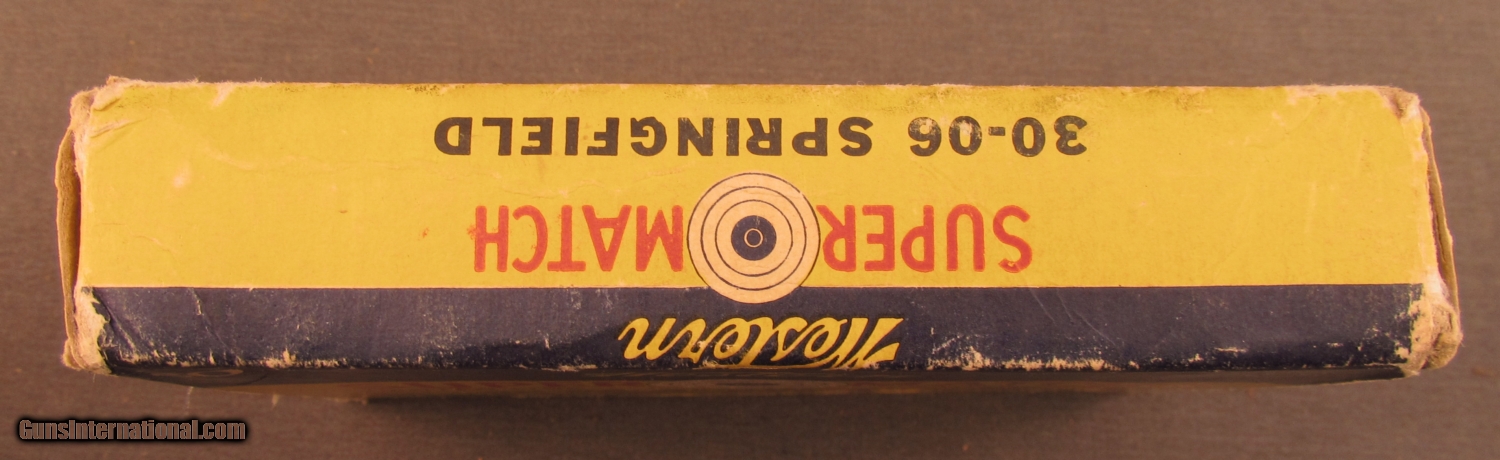 Western
SUPER MATCH
30-06 SPRINGFIELD
GunsInternational.com